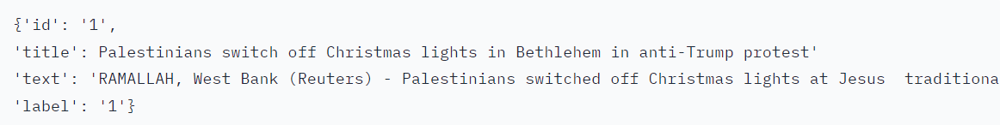 {'id': '1',
'title': Palestinians switch off Christmas lights in Bethlehem in anti-Trump protest'
'text': 'RAMALLAH, West Bank (Reuters) - Palestinians switched off Christmas lights at Jesus  traditiona
'label': '1'}